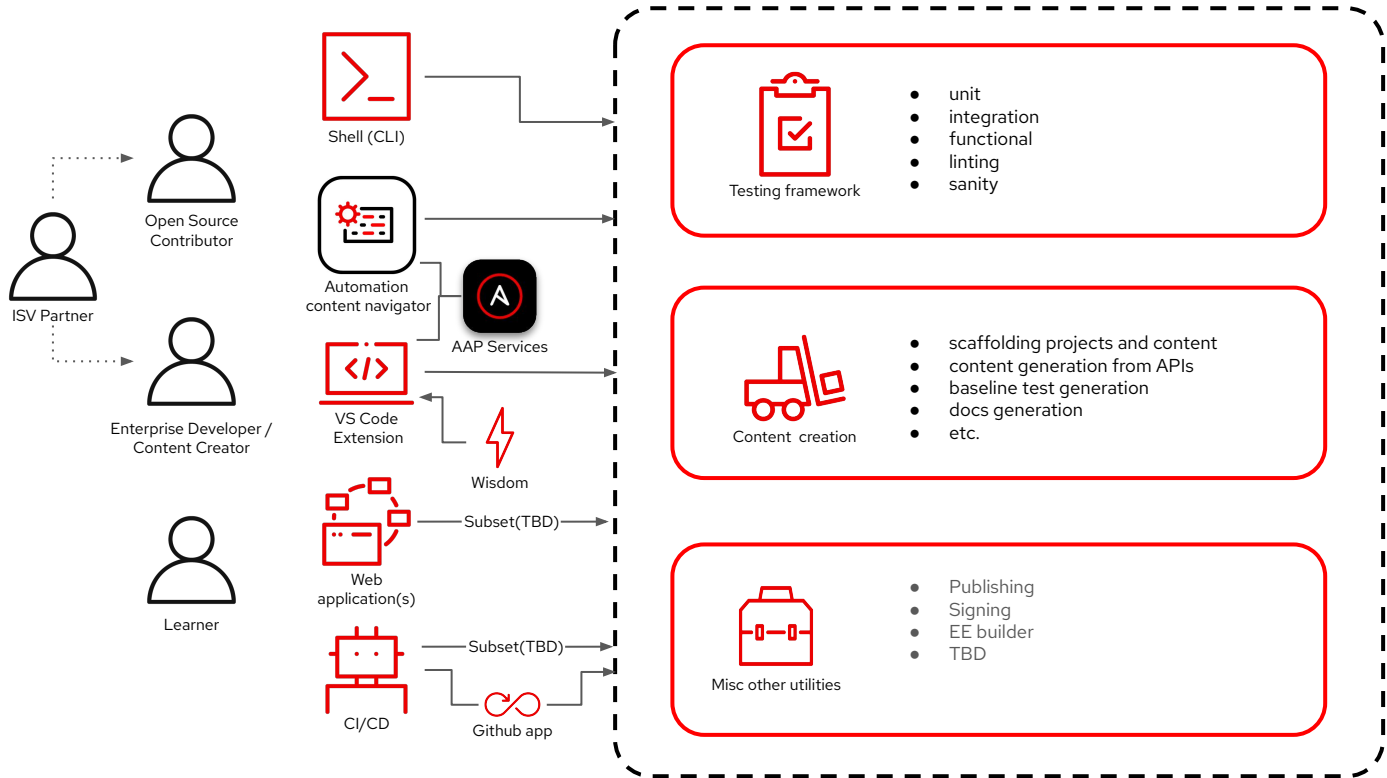 ISV Partner
Open Source
Contributor
Enterprise Developer /
Content Creator
Learner
Shell (CLI)
Automation
content navigator
AAP Services
VS Code
Extension
Wisdom
Web
application(s)
Subset(TBD)
CI/CD
Subset(TBD)
Github app
Testing framework
● unit
● integration
● functional
● linting
● sanity
Content creation
● scaffolding projects and content
● content generation from APIs
● baseline test generation
● docs generation
● etc.
Misc other utilities
● Publishing
● Signing
● EE builder
● TBD